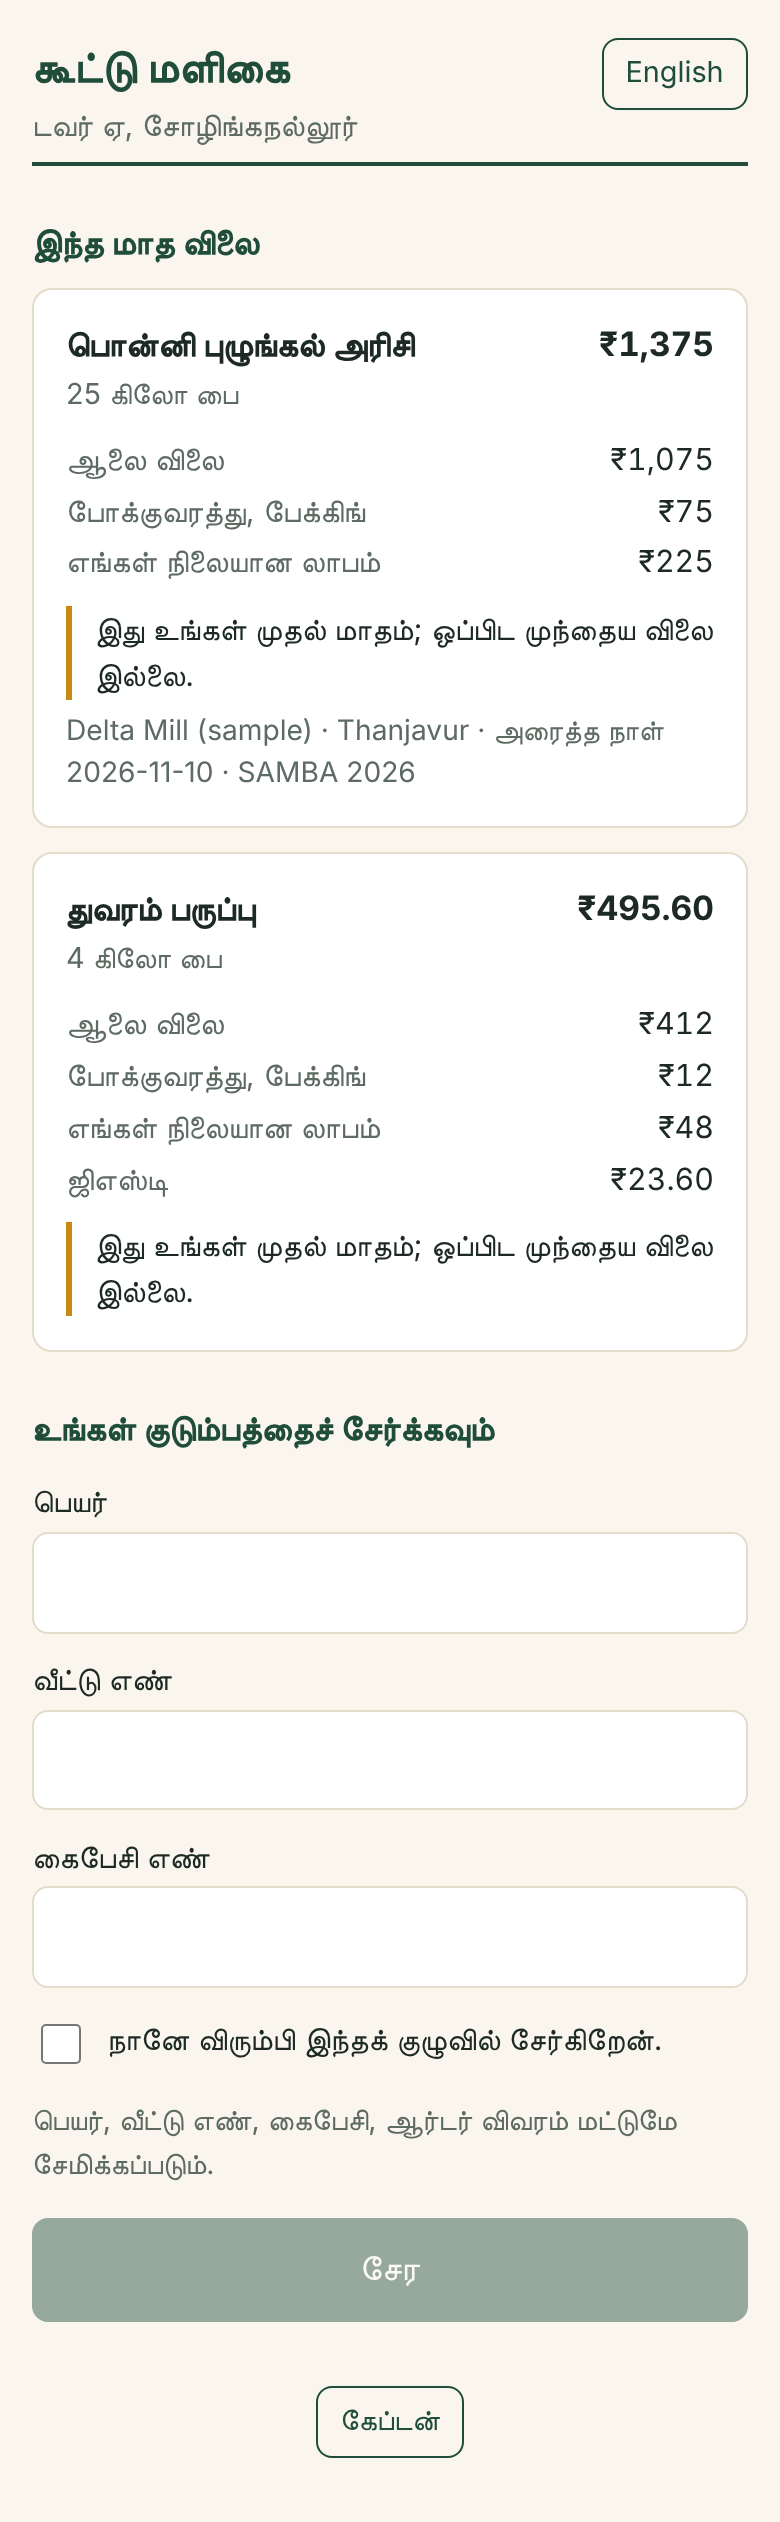 கூட்டு மளிகை
English
டவர் ஏ, சோழிங்கநல்லூர்
இந்த மாத விலை
பொன்னி புழுங்கல் அரிசி ₹1,375
25 கிலோ பை
ஆலை விலை ₹1,075
போக்குவரத்து, பேக்கிங் ₹75
எங்கள் நிலையான லாபம் ₹225
இது உங்கள் முதல் மாதம்; ஒப்பிட முந்தைய விலை
இல்லை.
Delta Mill (sample) · Thanjavur · அரைத்த நாள்
2026-11-10 · SAMBA 2026
துவரம் பருப்பு ₹495.60
4 கிலோ பை
ஆலை விலை ₹412
போக்குவரத்து, பேக்கிங் ₹12
எங்கள் நிலையான லாபம் ₹48
ஜிஎஸ்டி ₹23.60
இது உங்கள் முதல் மாதம்; ஒப்பிட முந்தைய விலை
இல்லை.
உங்கள் குடும்பத்தைச் சேர்க்கவும்
பெயர்
வீட்டு எண்
கைபேசி எண்
நானே விரும்பி இந்தக் குழுவில் சேர்கிறேன்.
பெயர், வீட்டு எண், கைபேசி, ஆர்டர் விவரம் மட்டுமே
சேமிக்கப்படும்.
சேர
கேப்டன்